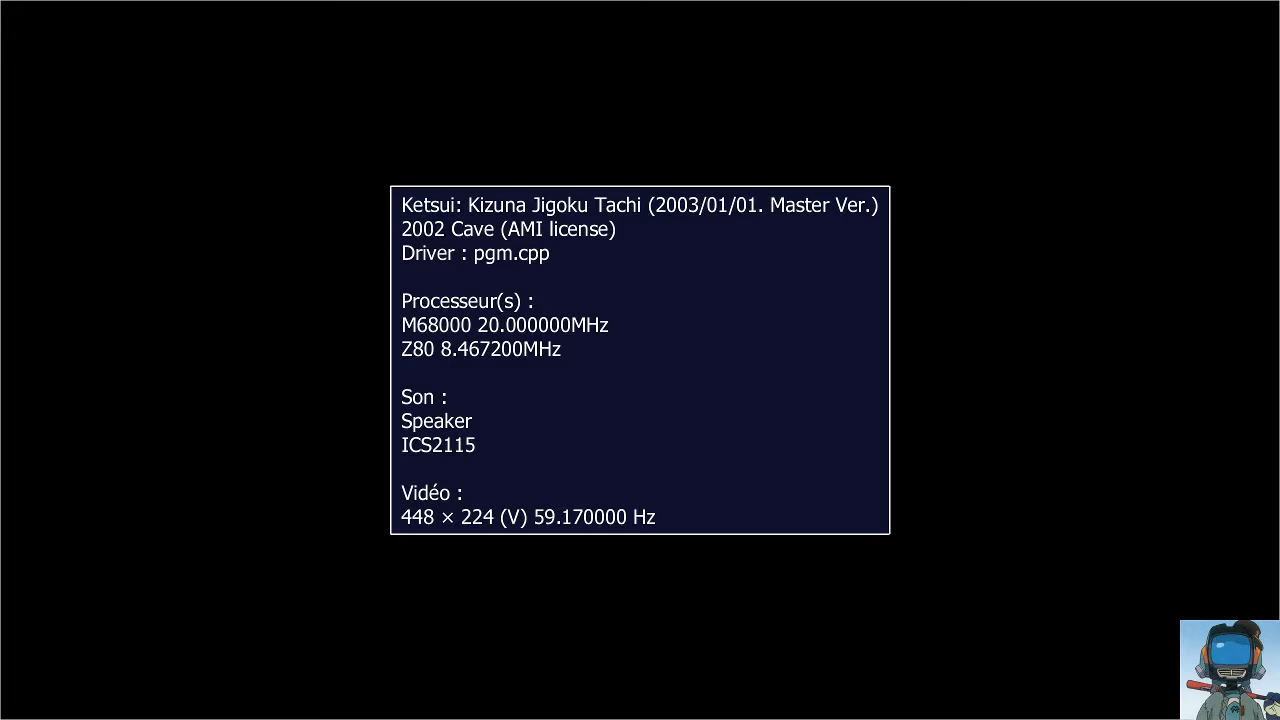 Ketsui: Kizuna Jigoku Tachi (2003/01/01. Master Ver.)
2002 Cave (AMI license)
Driver : pgm.cpp
Processeur(s) :
M68000 20.000000MHz
Z80 8.467200MHz
Son :
Speaker
ICS2115
Vidéo :
448 × 224 (V) 59.170000 Hz